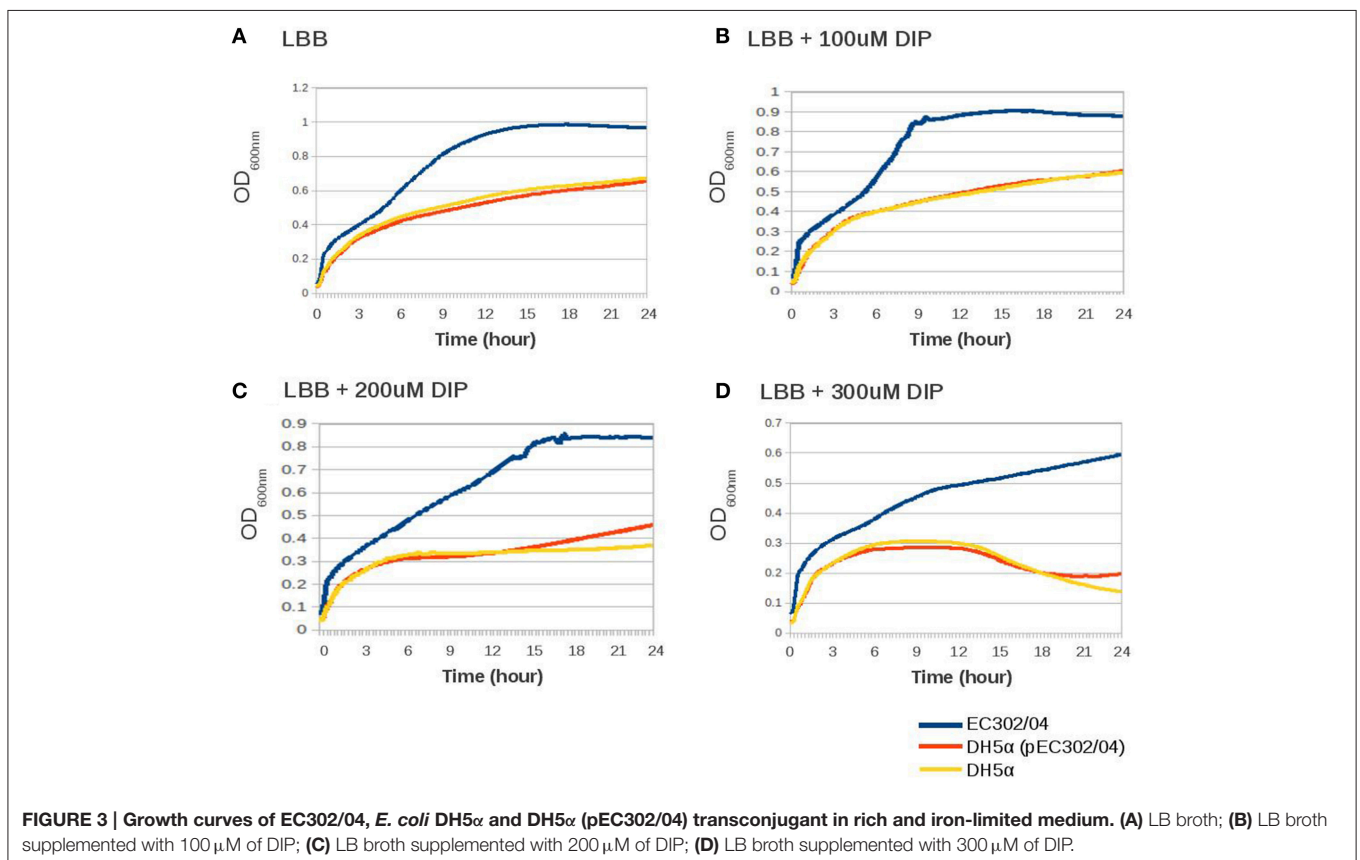 A LBB
OD600nm
1.2
1
0.8
0.6
0.4
0.2
0
0 3 6 9 12 15 18 21 24
Time (hour)
B LBB + 100uM DIP
OD600nm
1
0.9
0.8
0.7
0.6
0.5
0.4
0.3
0.2
0.1
0
0 3 6 9 12 15 18 21 24
Time (hour)
C LBB + 200uM DIP
OD600nm
0.9
0.8
0.7
0.6
0.5
0.4
0.3
0.2
0.1
0
0 3 6 9 12 15 18 21 24
Time (hour)
D LBB + 300uM DIP
OD600nm
0.7
0.6
0.5
0.4
0.3
0.2
0.1
0
0 3 6 9 12 15 18 21 24
Time (hour)
EC302/04
DH5α (pEC302/04)
DH5α
FIGURE 3 | Growth curves of EC302/04, E. coli DH5α and DH5α (pEC302/04) transconjugant in rich and iron-limited medium. (A) LB broth; (B) LB broth
supplemented with 100 μM of DIP; (C) LB broth supplemented with 200 μM of DIP; (D) LB broth supplemented with 300 μM of DIP.